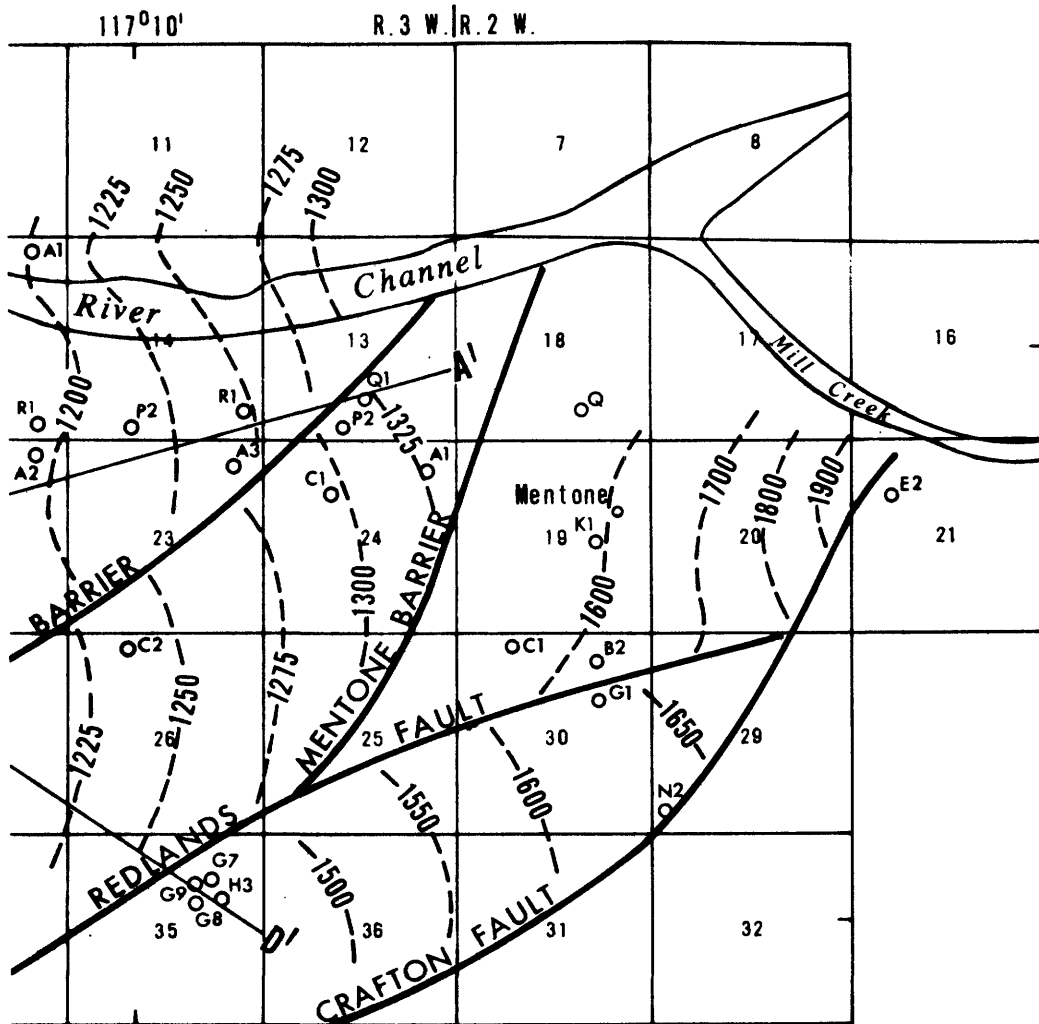 117°10'
R.3 W. R.2 W.
11
12
7
8
1225
1250
1275
1300
A1
River
Channel
14
13
18
17
16
Mill Creek
A'
1200
R1
P2
R1
Q1
P2
1325
Q
A2
A3
C1
A1
Mentone
K1
E2
23
24
19
20
21
1700
1800
1900
BARRIER
MENTONE BARRIER
1300
1600
C2
C1
B2
G1
1225
1250
1275
26
25
30
29
FAULT
1650
N2
1550
1600
REDLANDS
1500
G7
G9
H3
G8
35
36
31
32
D'
CRAFTON FAULT